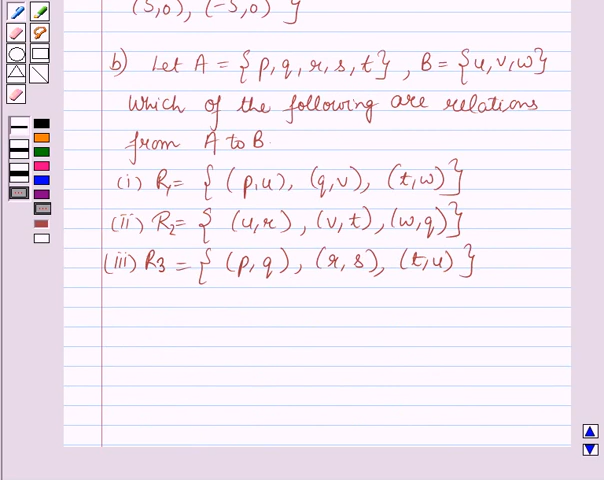 (5,0), (-5,0) }
b) Let A = {p,q,r,s,t}, B = {u,v,w}
Which of the following are relations
from A to B.
(i) R1 = { (p,u), (q,v), (t,w) }
(ii) R2 = { (u,r), (v,t), (w,q) }
(iii) R3 = { (p,q), (r,s), (t,u) }